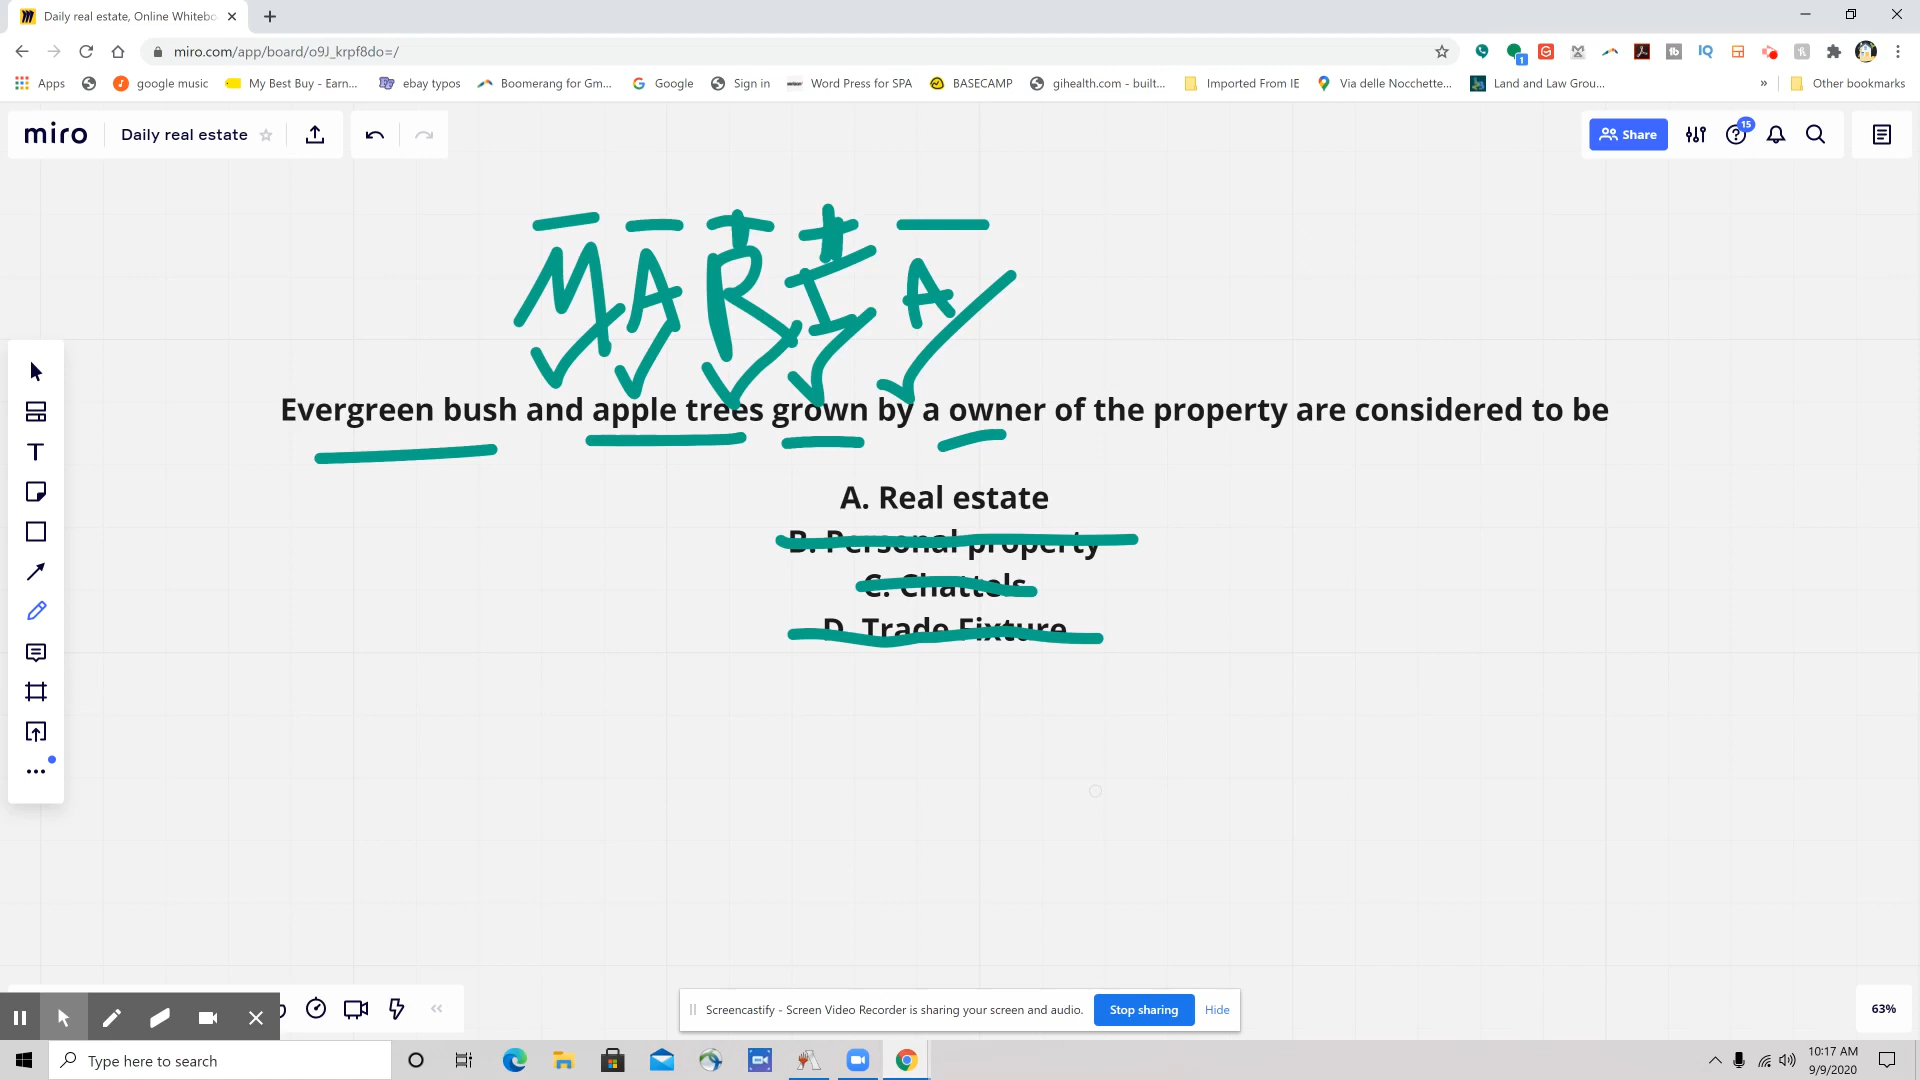 Daily real estate, Online Whitebo
miro.com/app/board/o9J_krpf8do=/
1
Apps google music My Best Buy - Earn... ebay typos Boomerang for Gm... Google Sign in Word Press for SPA BASECAMP gihealth.com - built... Imported From IE Via delle Nocchette... Land and Law Grou... » Other bookmarks
miro Daily real estate Share 15
MARIA
Evergreen bush and apple trees grown by a owner of the property are considered to be
A. Real estate
B. Personal property
C. Chattels
D. Trade Fixture
Screencastify - Screen Video Recorder is sharing your screen and audio. Stop sharing Hide
63%
Type here to search
10:17 AM
9/9/2020